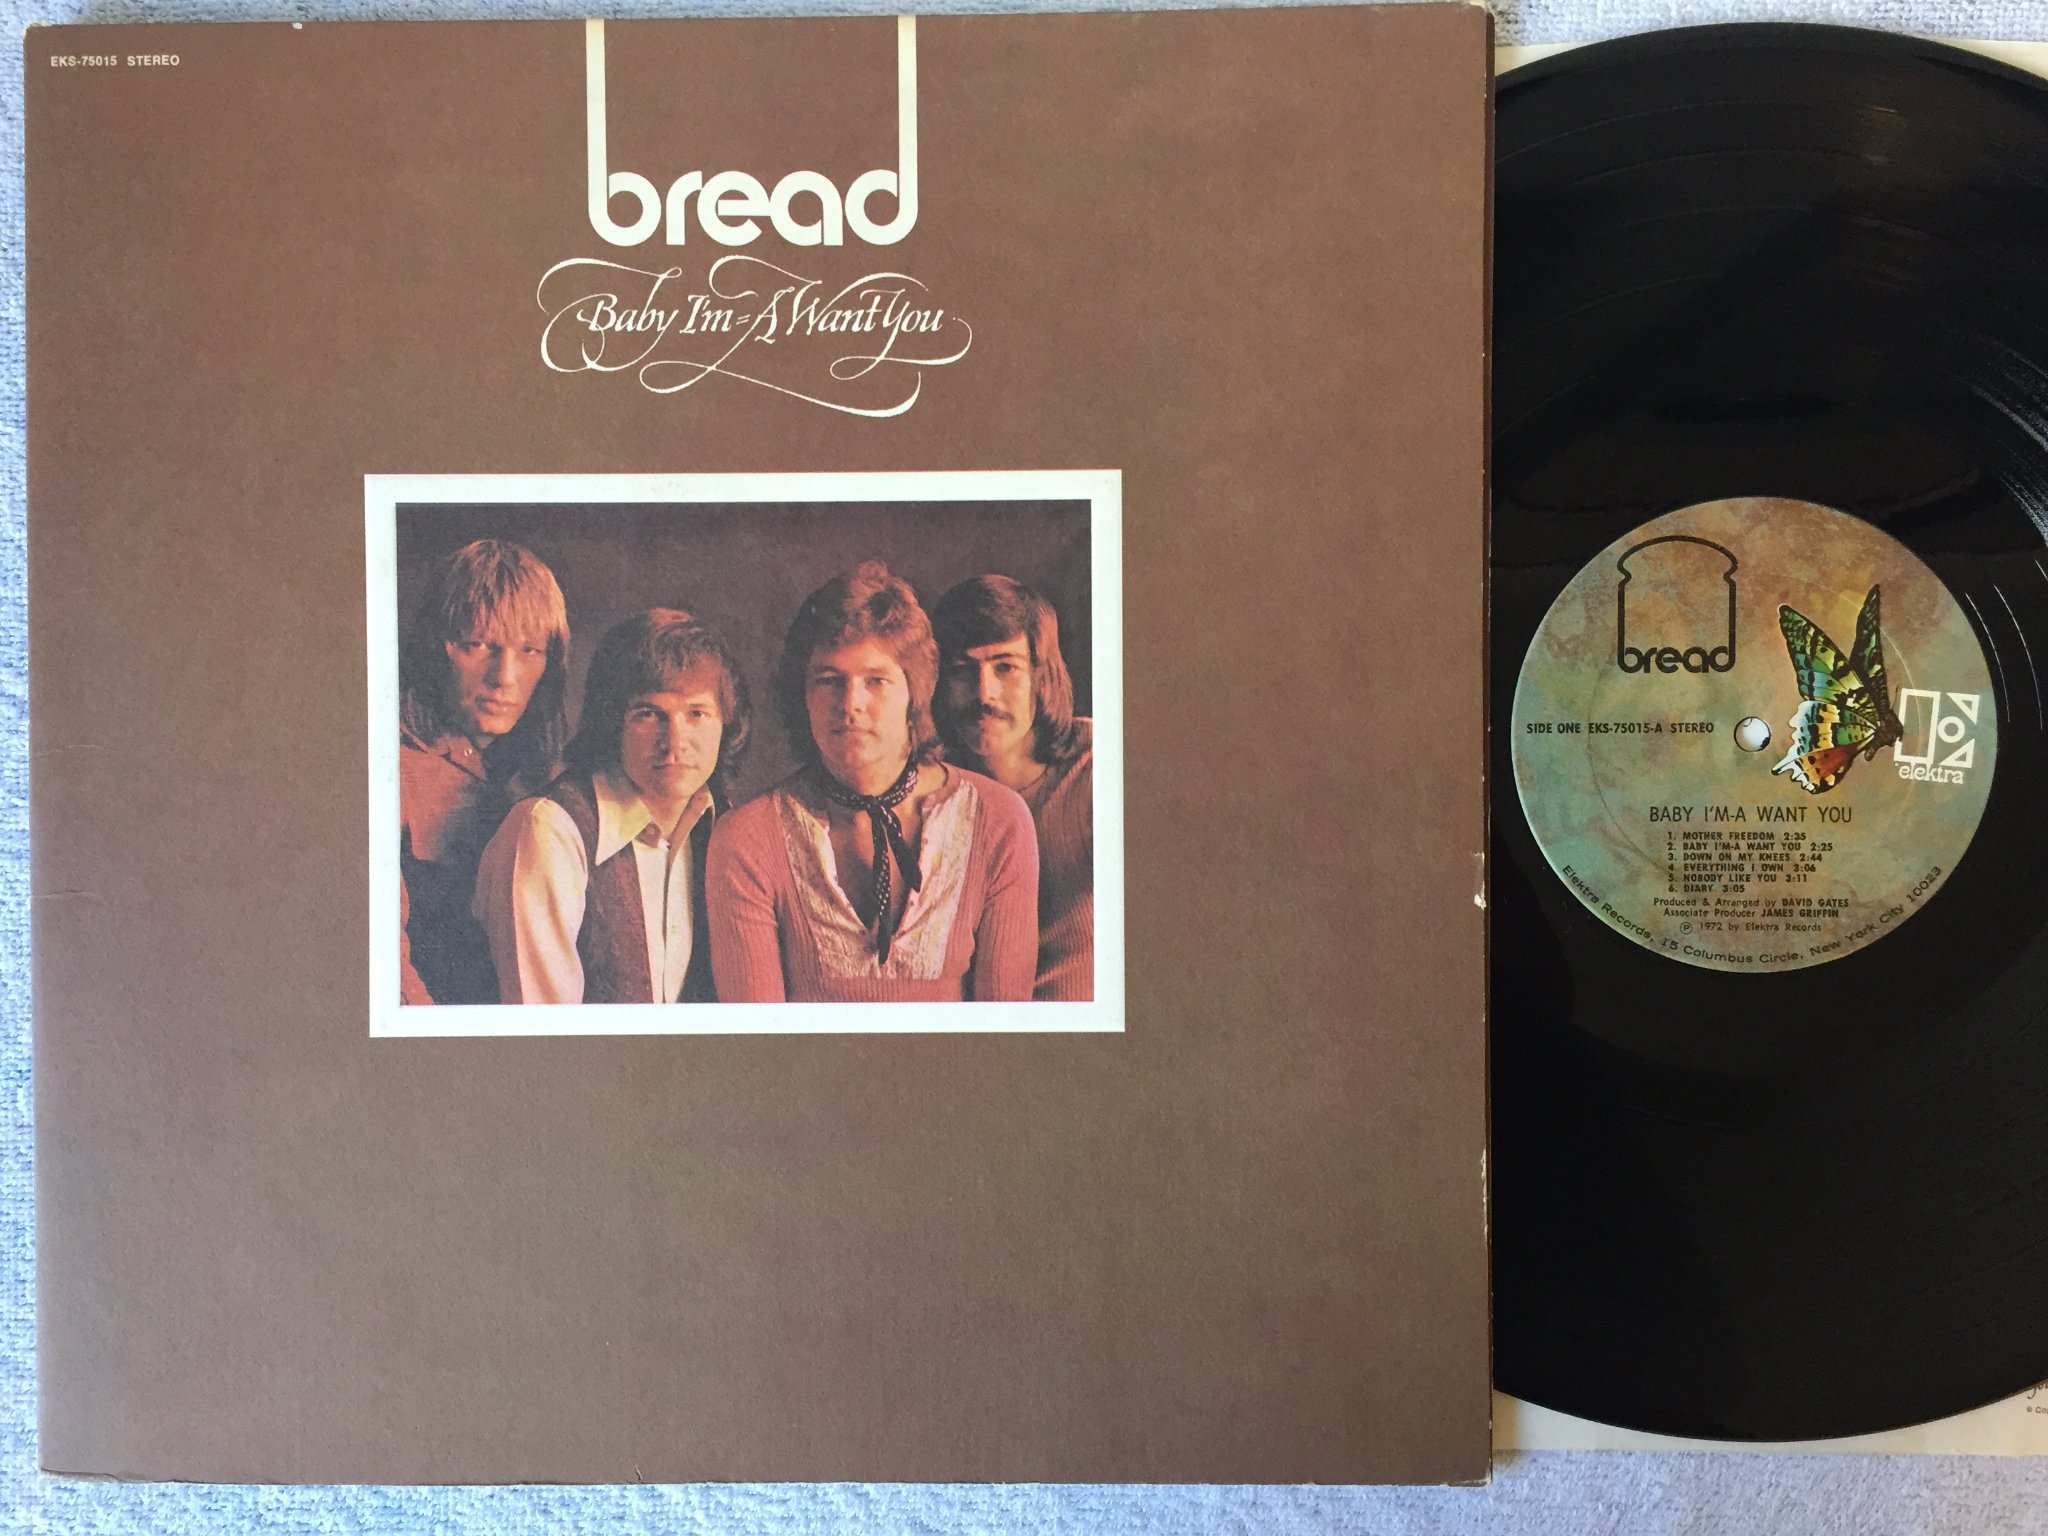 EKS-75015 STEREO
bread
Baby I'm=A Want You
bread
SIDE ONE EKS-75015-A STEREO
elektra
BABY I'M-A WANT YOU
1. MOTHER FREEDOM 2:35
2. BABY I'M-A WANT YOU 2:25
3. DOWN ON MY KNEES 2:44
4. EVERYTHING I OWN 3:06
5. NOBODY LIKE YOU 3:11
6. DIARY 3:05
Produced & Arranged by DAVID GATES
Associate Producer JAMES GRIFFIN
℗ 1972 by Elektra Records
Elektra Records, 15 Columbus Circle, New York City 10023